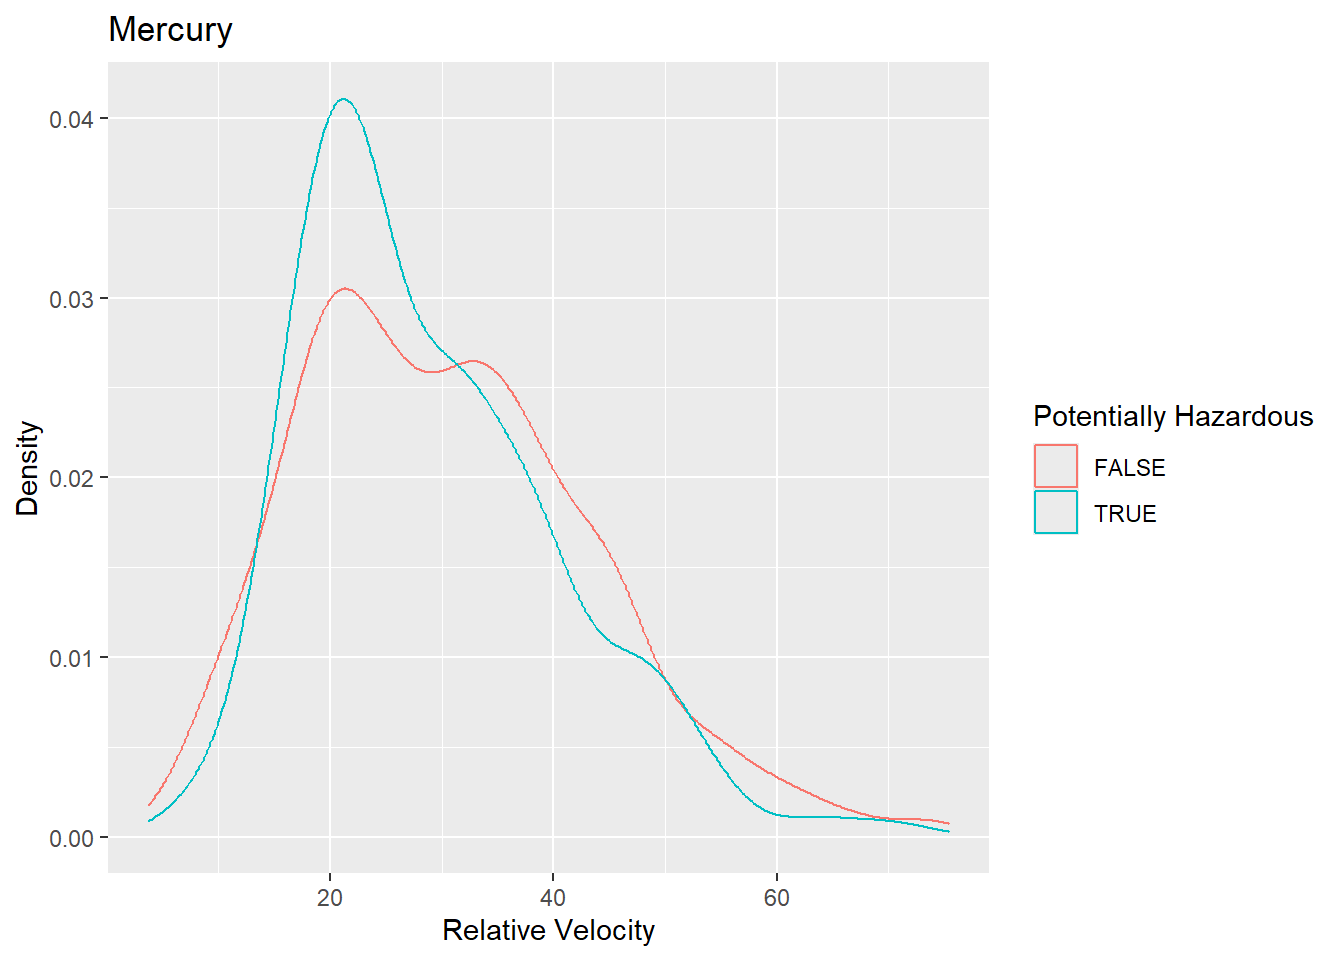 Mercury
0.04
0.03
0.02
0.01
0.00
Density
20 40 60
Relative Velocity
Potentially Hazardous
FALSE
TRUE